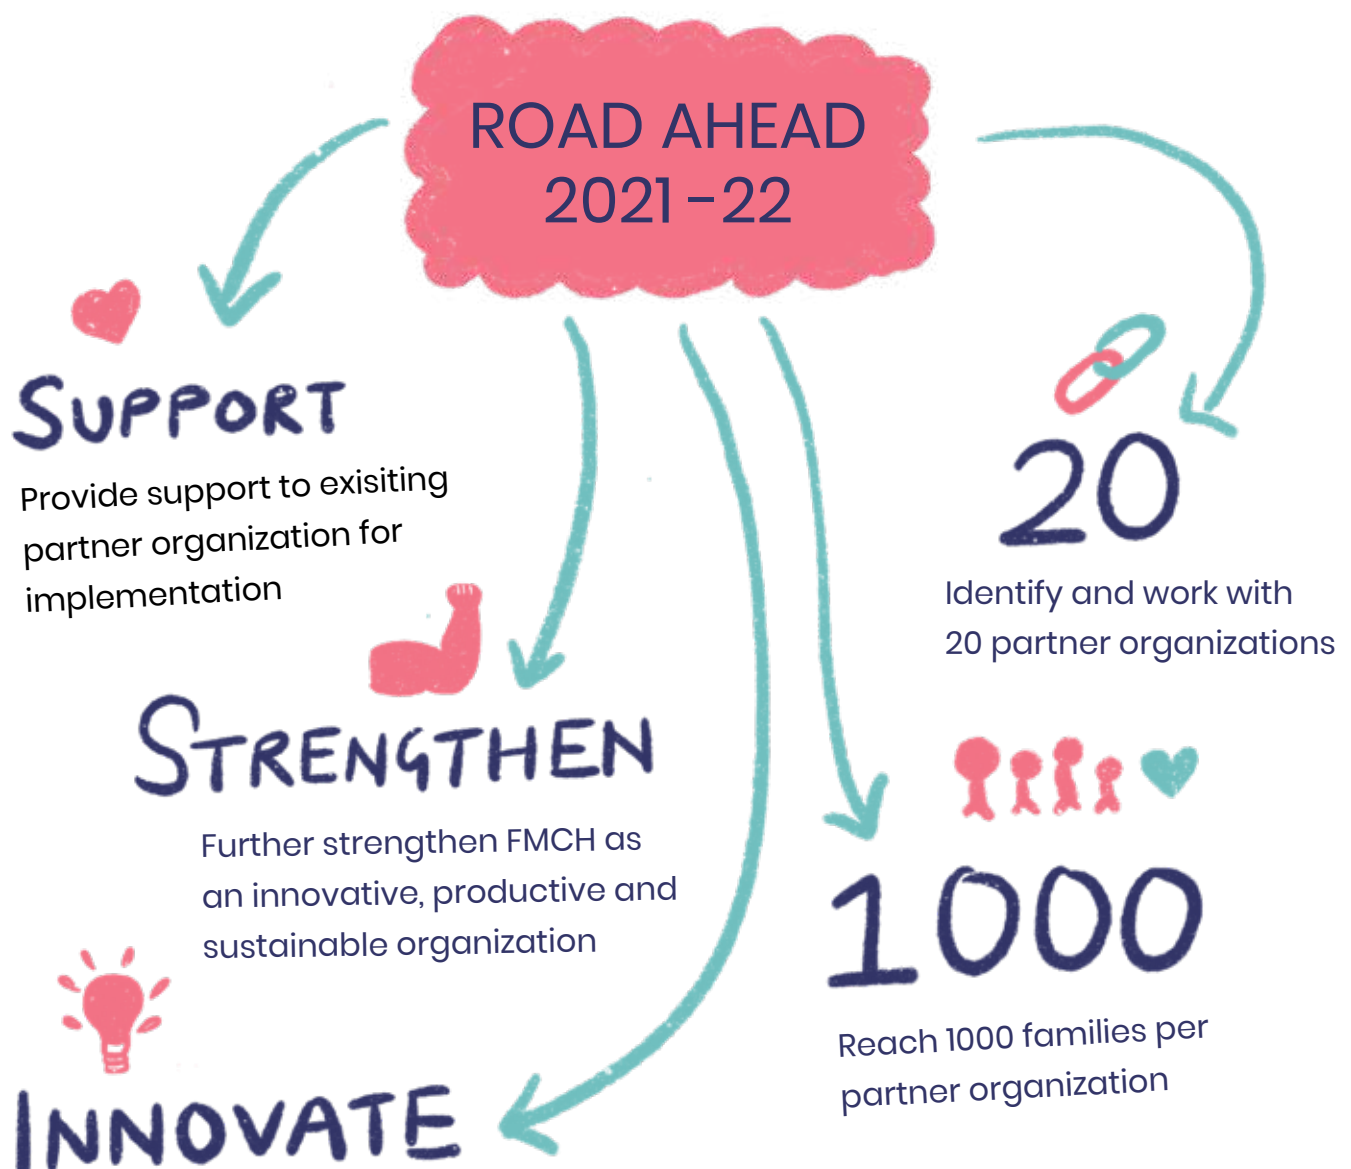 ROAD AHEAD
2021-22
SUPPORT
Provide support to exisiting
partner organization for
implementation
STRENGTHEN
Further strengthen FMCH as
an innovative, productive and
sustainable organization
INNOVATE
20
Identify and work with
20 partner organizations
1000
Reach 1000 families per
partner organization